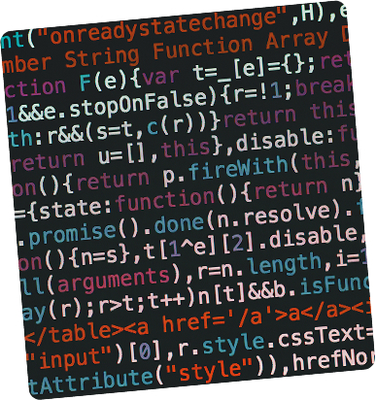 nt("onreadystatechange",H),e
mber String Function Array D
ction F(e){var t=_[e]={};ret
1&&e.stopOnFalse){r=!1;break
th:r&&(s=t,c(r))}return this
return u=[],this},disable:fu
on(){return p.fireWith(this,
={state:function(){return n}
.promise().done(n.resolve).
on(){n=s},t[1^e][2].disable,
ll(arguments),r=n.length,i=1
ay(r);r>t;t++)n[t]&&b.isFunc
</table><a href='/a'>a</a><i
"input")[0],r.style.cssText=
tAttribute("style")),hrefNor